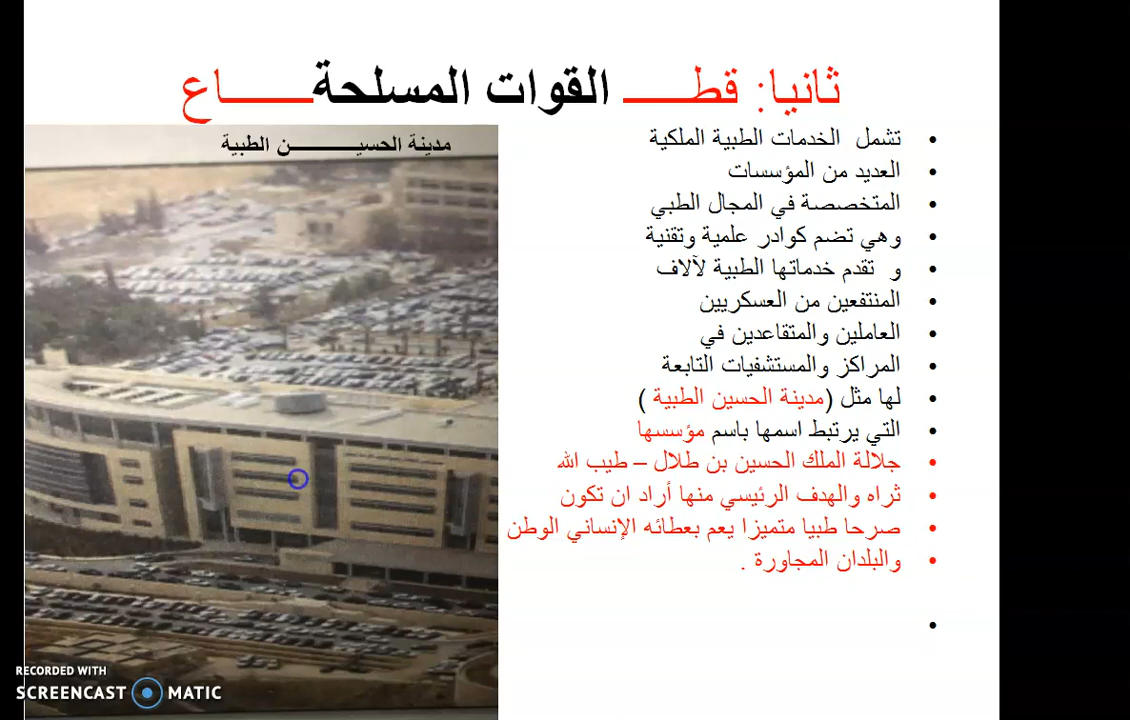 ثانيا: قطـــــاع القوات المسلحة
مدينة الحسيـــــــــــن الطبية
• تشمل الخدمات الطبية الملكية
• العديد من المؤسسات
• المتخصصة في المجال الطبي
• وهي تضم كوادر علمية وتقنية
• و تقدم خدماتها الطبية لآلاف
• المنتفعين من العسكريين
• العاملين والمتقاعدين في
• المراكز والمستشفيات التابعة
• لها مثل (مدينة الحسين الطبية )
• التي يرتبط اسمها باسم مؤسسها
• جلالة الملك الحسين بن طلال – طيب الله
• ثراه والهدف الرئيسي منها أراد ان تكون
• صرحا طبيا متميزا يعم بعطائه الإنساني الوطن
• والبلدان المجاورة .
•
RECORDED WITH
SCREENCAST MATIC